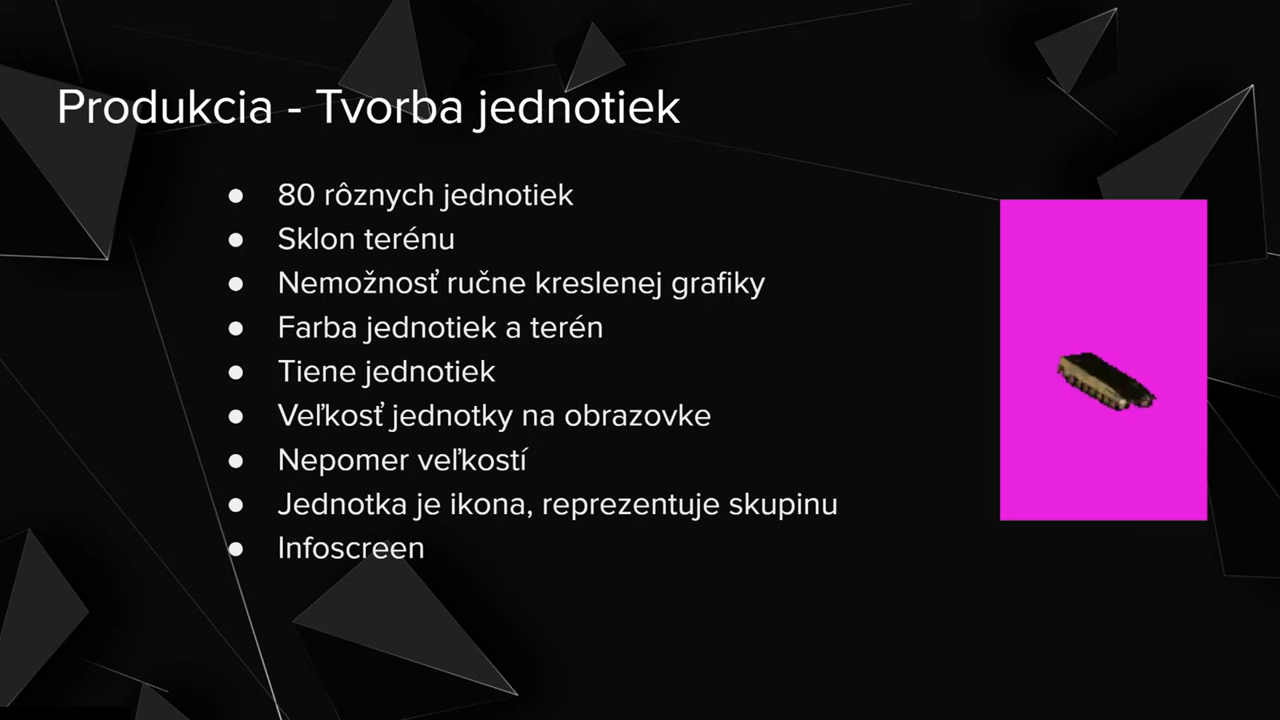 Produkcia - Tvorba jednotiek
● 80 rôznych jednotiek
● Sklon terénu
● Nemožnosť ručne kreslenej grafiky
● Farba jednotiek a terén
● Tiene jednotiek
● Veľkosť jednotky na obrazovke
● Nepomer veľkostí
● Jednotka je ikona, reprezentuje skupinu
● Infoscreen